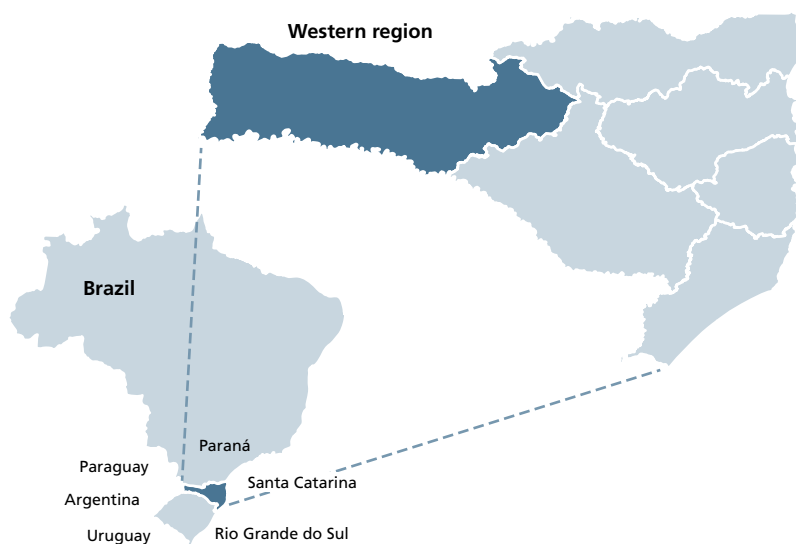 Western region
Brazil
Paraná
Paraguay
Santa Catarina
Argentina
Uruguay
Rio Grande do Sul